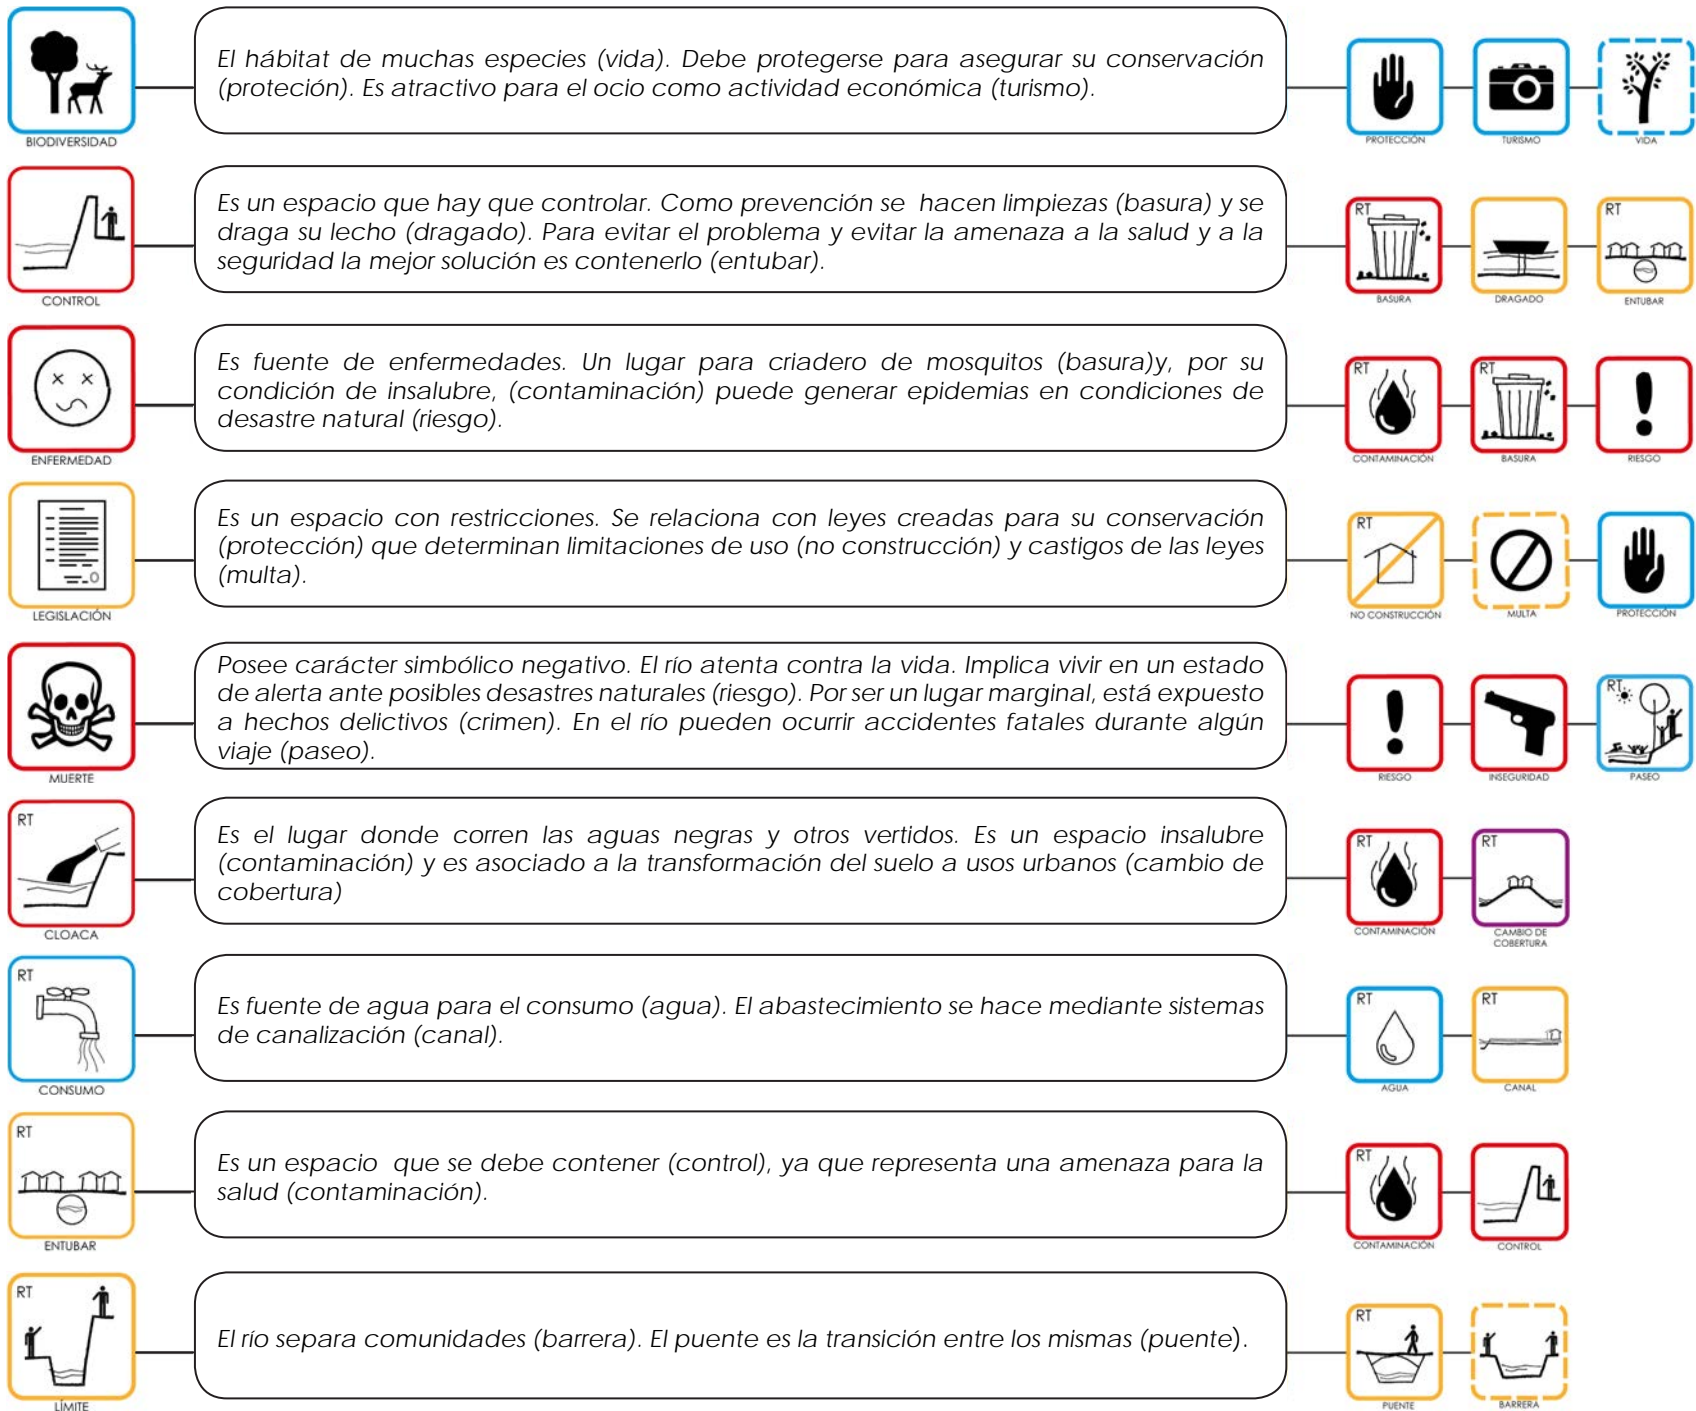 El hábitat de muchas especies (vida). Debe protegerse para asegurar su conservación
(proteción). Es atractivo para el ocio como actividad económica (turismo).
BIODIVERSIDAD
PROTECCIÓN
TURISMO
VIDA
Es un espacio que hay que controlar. Como prevención se hacen limpiezas (basura) y se
draga su lecho (dragado). Para evitar el problema y evitar la amenaza a la salud y a la
seguridad la mejor solución es contenerlo (entubar).
CONTROL
RT
BASURA
DRAGADO
RT
ENTUBAR
Es fuente de enfermedades. Un lugar para criadero de mosquitos (basura)y, por su
condición de insalubre, (contaminación) puede generar epidemias en condiciones de
desastre natural (riesgo).
ENFERMEDAD
RT
CONTAMINACIÓN
RT
BASURA
RIESGO
Es un espacio con restricciones. Se relaciona con leyes creadas para su conservación
(protección) que determinan limitaciones de uso (no construcción) y castigos de las leyes
(multa).
LEGISLACIÓN
RT
NO CONSTRUCCIÓN
MULTA
PROTECCIÓN
Posee carácter simbólico negativo. El río atenta contra la vida. Implica vivir en un estado
de alerta ante posibles desastres naturales (riesgo). Por ser un lugar marginal, está expuesto
a hechos delictivos (crimen). En el río pueden ocurrir accidentes fatales durante algún
viaje (paseo).
MUERTE
RIESGO
INSEGURIDAD
RT
PASEO
RT
Es el lugar donde corren las aguas negras y otros vertidos. Es un espacio insalubre
(contaminación) y es asociado a la transformación del suelo a usos urbanos (cambio de
cobertura)
CLOACA
RT
CONTAMINACIÓN
RT
CAMBIO DE
COBERTURA
RT
Es fuente de agua para el consumo (agua). El abastecimiento se hace mediante sistemas
de canalización (canal).
CONSUMO
RT
AGUA
RT
CANAL
RT
Es un espacio que se debe contener (control), ya que representa una amenaza para la
salud (contaminación).
ENTUBAR
RT
CONTAMINACIÓN
CONTROL
RT
El río separa comunidades (barrera). El puente es la transición entre los mismas (puente).
LÍMITE
RT
PUENTE
BARRERA